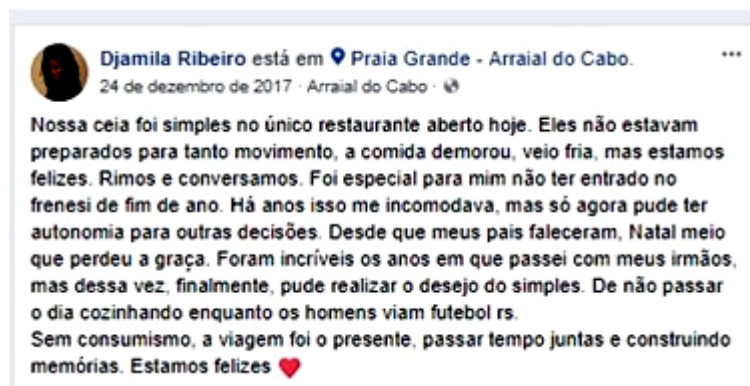 Djamila Ribeiro está em Praia Grande - Arraial do Cabo.
24 de dezembro de 2017 · Arraial do Cabo ·
Nossa ceia foi simples no único restaurante aberto hoje. Eles não estavam
preparados para tanto movimento, a comida demorou, veio fria, mas estamos
felizes. Rimos e conversamos. Foi especial para mim não ter entrado no
frenesi de fim de ano. Há anos isso me incomodava, mas só agora pude ter
autonomia para outras decisões. Desde que meus pais faleceram, Natal meio
que perdeu a graça. Foram incríveis os anos em que passei com meus irmãos,
mas dessa vez, finalmente, pude realizar o desejo do simples. De não passar
o dia cozinhando enquanto os homens viam futebol rs.
Sem consumismo, a viagem foi o presente, passar tempo juntas e construindo
memórias. Estamos felizes ❤